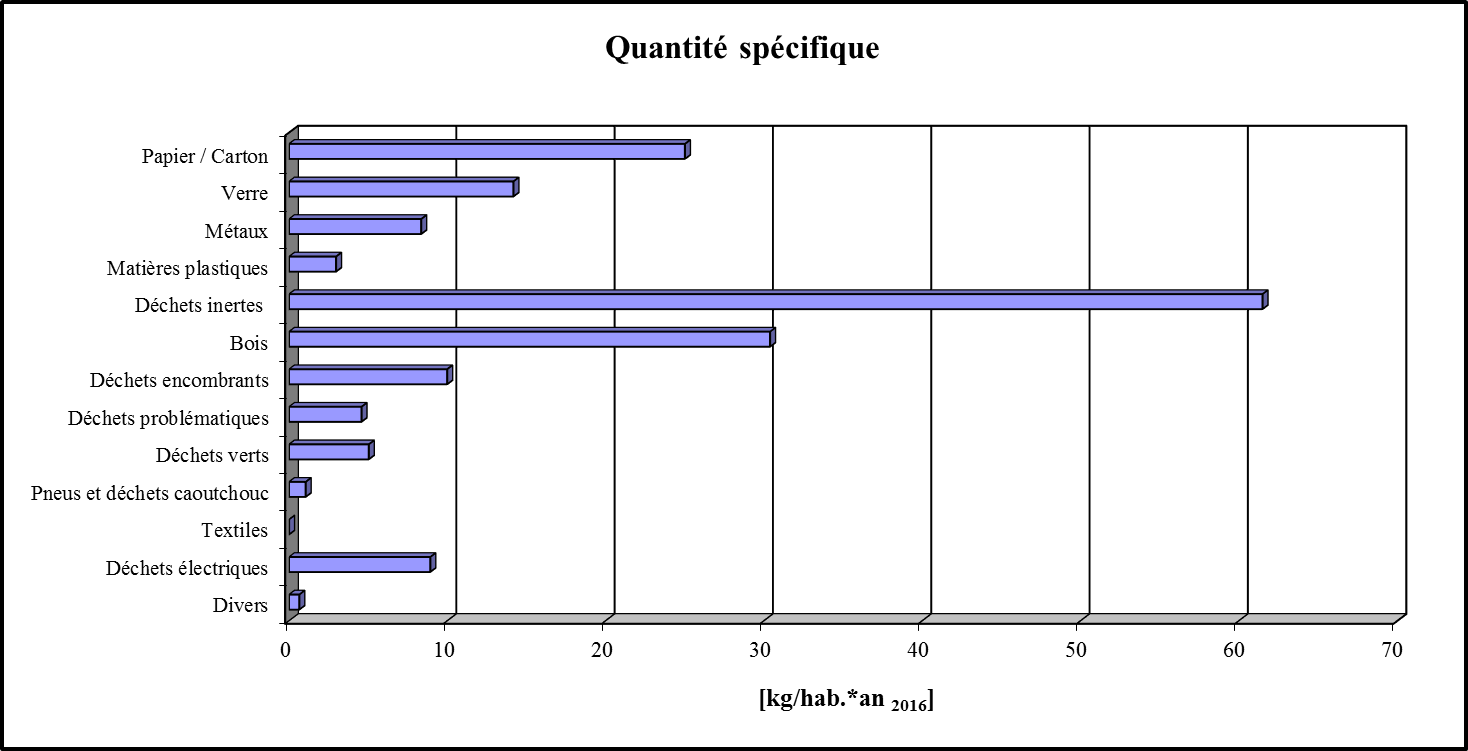 Quantité spécifique
Papier / Carton
Verre
Métaux
Matières plastiques
Déchets inertes
Bois
Déchets encombrants
Déchets problématiques
Déchets verts
Pneus et déchets caoutchouc
Textiles
Déchets électriques
Divers
0 10 20 30 40 50 60 70
[kg/hab.*an 2016]